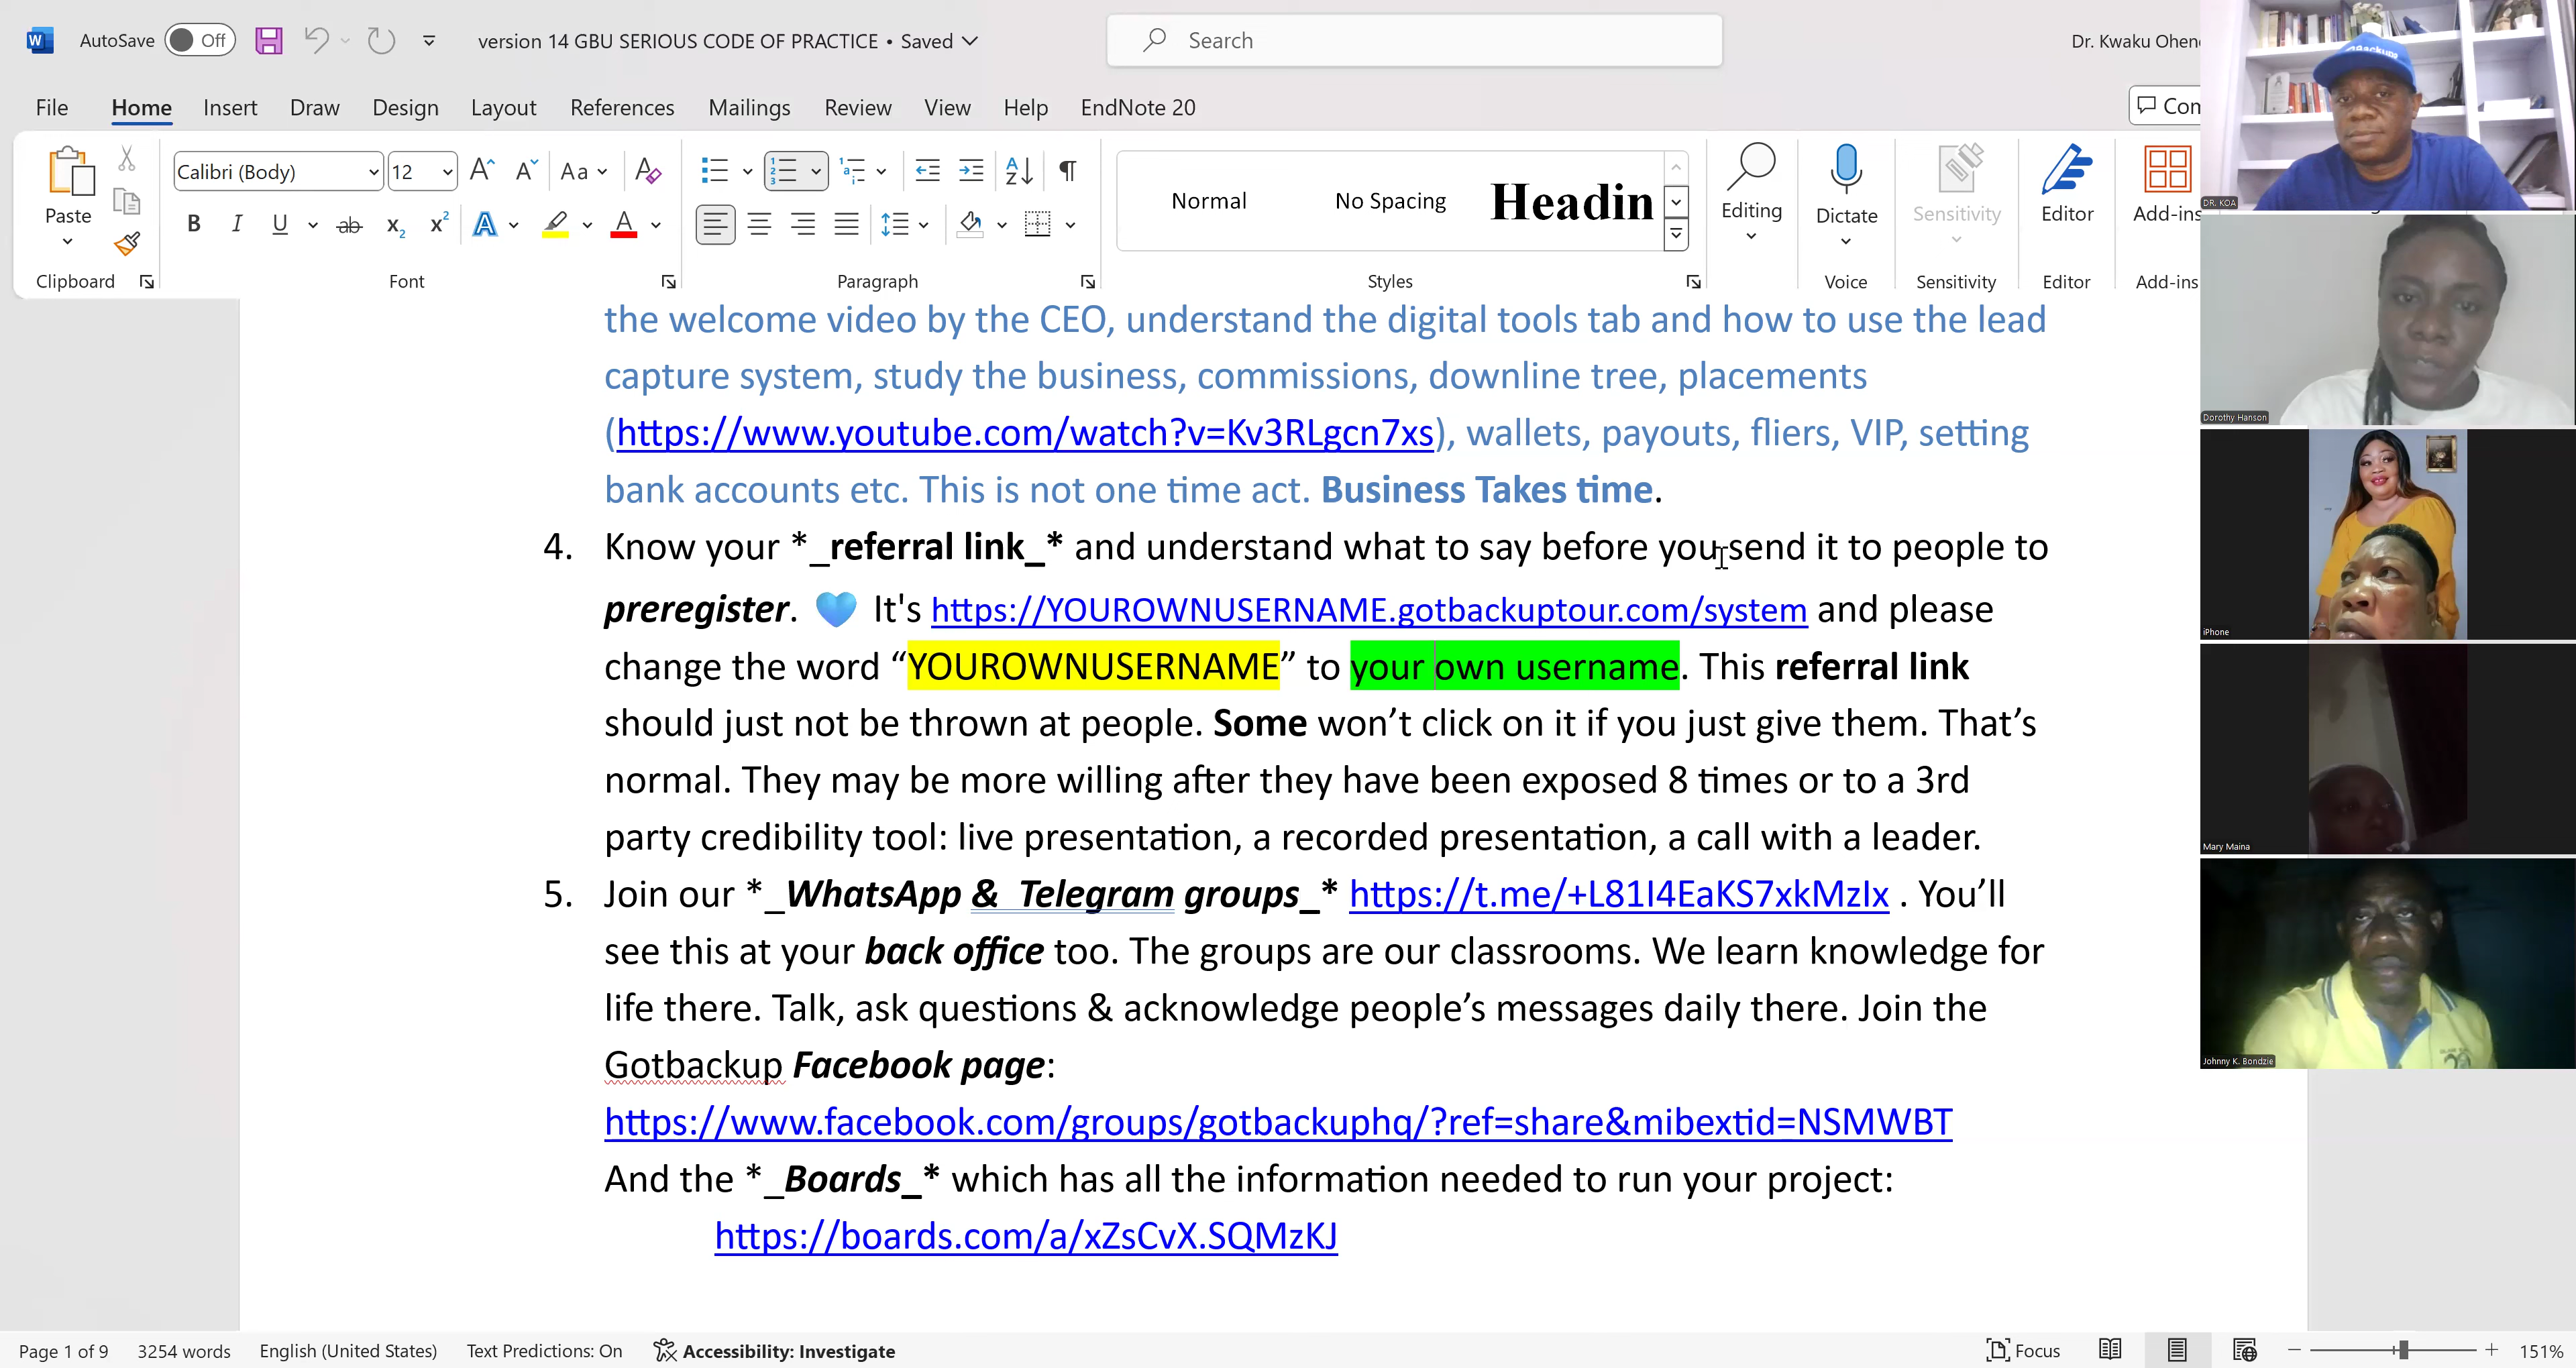 AutoSave Off version 14 GBU SERIOUS CODE OF PRACTICE • Saved Search Dr. Kwaku Ohen
File Home Insert Draw Design Layout References Mailings Review View Help EndNote 20 Com
Calibri (Body) 12 Aa Normal No Spacing Headin
Paste Editing Dictate Sensitivity Editor Add-ins
Clipboard Font Paragraph Styles Voice Sensitivity Editor Add-ins
the welcome video by the CEO, understand the digital tools tab and how to use the lead
capture system, study the business, commissions, downline tree, placements
(https://www.youtube.com/watch?v=Kv3RLgcn7xs), wallets, payouts, fliers, VIP, setting
bank accounts etc. This is not one time act. Business Takes time.
4. Know your *_referral link_* and understand what to say before you send it to people to
preregister. 💙 It's https://YOUROWNUSERNAME.gotbackuptour.com/system and please
change the word “YOUROWNUSERNAME” to your own username. This referral link
should just not be thrown at people. Some won’t click on it if you just give them. That’s
normal. They may be more willing after they have been exposed 8 times or to a 3rd
party credibility tool: live presentation, a recorded presentation, a call with a leader.
5. Join our *_WhatsApp & Telegram groups_* https://t.me/+L81I4EaKS7xkMzIx . You’ll
see this at your back office too. The groups are our classrooms. We learn knowledge for
life there. Talk, ask questions & acknowledge people’s messages daily there. Join the
Gotbackup Facebook page:
https://www.facebook.com/groups/gotbackuphq/?ref=share&mibextid=NSMWBT
And the *_Boards_* which has all the information needed to run your project:
https://boards.com/a/xZsCvX.SQMzKJ
Page 1 of 9 3254 words English (United States) Text Predictions: On Accessibility: Investigate Focus 151%
DR. KOA
Dorothy Hanson
iPhone
Mary Maina
Johnny K. Bondzie